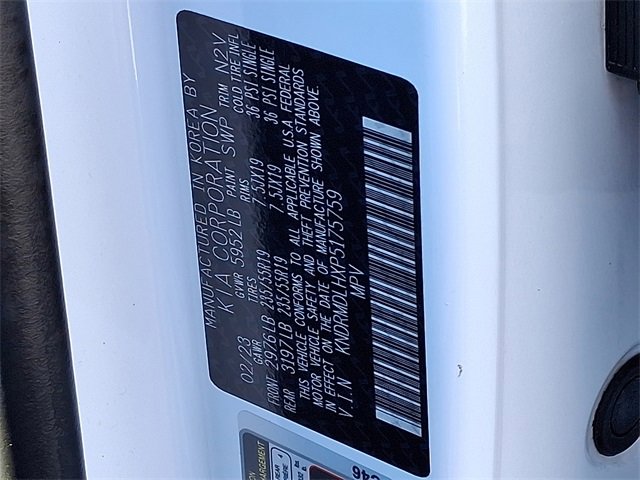 MANUFACTURED IN KOREA BY
KIA CORPORATION
02/23 GVWR 5952LB PAINT SWP TRIM N2V
GAWR TIRES RIMS COLD TIRE INFL
FRONT 2976LB 235/55R19 7.5JX19 36 PSI SINGLE
REAR 3197LB 235/55R19 7.5JX19 36 PSI SINGLE
THIS VEHICLE CONFORMS TO ALL APPLICABLE U.S.A. FEDERAL
MOTOR VEHICLE SAFETY AND THEFT PREVENTION STANDARDS
IN EFFECT ON THE DATE OF MANUFACTURE SHOWN ABOVE.
V.I.N KNDRMDLHXP5175759
MPV
REAR 4